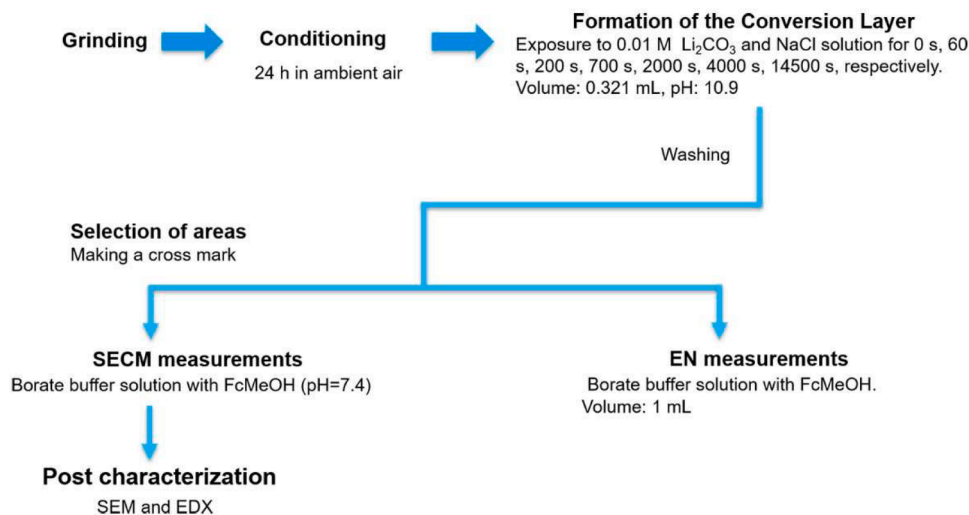 Grinding
Conditioning
24 h in ambient air
Formation of the Conversion Layer
Exposure to 0.01 M Li₂CO₃ and NaCl solution for 0 s, 60
s, 200 s, 700 s, 2000 s, 4000 s, 14500 s, respectively.
Volume: 0.321 mL, pH: 10.9
Washing
Selection of areas
Making a cross mark
SECM measurements
Borate buffer solution with FcMeOH (pH=7.4)
EN measurements
Borate buffer solution with FcMeOH.
Volume: 1 mL
Post characterization
SEM and EDX